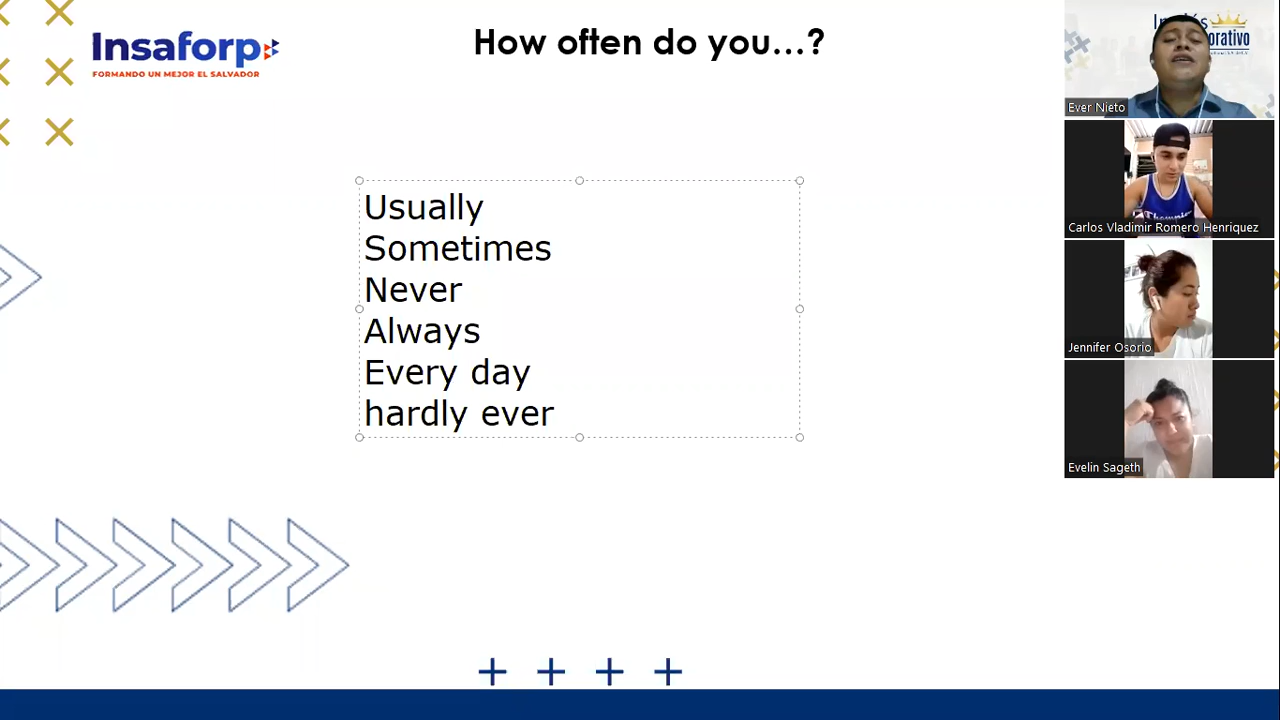 Insaforp
FORMANDO UN MEJOR EL SALVADOR
How often do you...?
Usually
Sometimes
Never
Always
Every day
hardly ever
Ever Nieto
Champion
Carlos Vladimir Romero Henriquez
Jennifer Osorio
Evelin Sageth